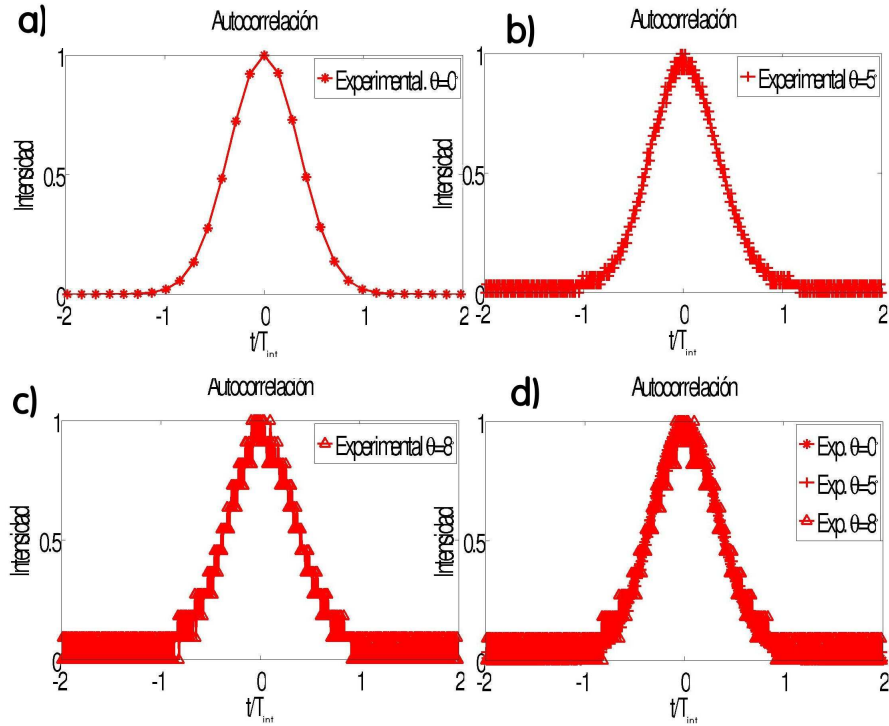 a)
Autocorrelación
Experimental. θ=0°
Intensidad
1
0.5
0
-2
-1
0
1
2
t/T_int
b)
Autocorrelación
Experimental θ=5°
Intensidad
1
0.5
0
-2
-1
0
1
2
t/T_int
c)
Autocorrelación
Experimental θ=8°
Intensidad
1
0.5
0
-2
-1
0
1
2
t/T_int
d)
Autocorrelación
Exp. θ=0°
Exp. θ=5°
Exp. θ=8°
Intensidad
1
0.5
0
-2
-1
0
1
2
t/T_int